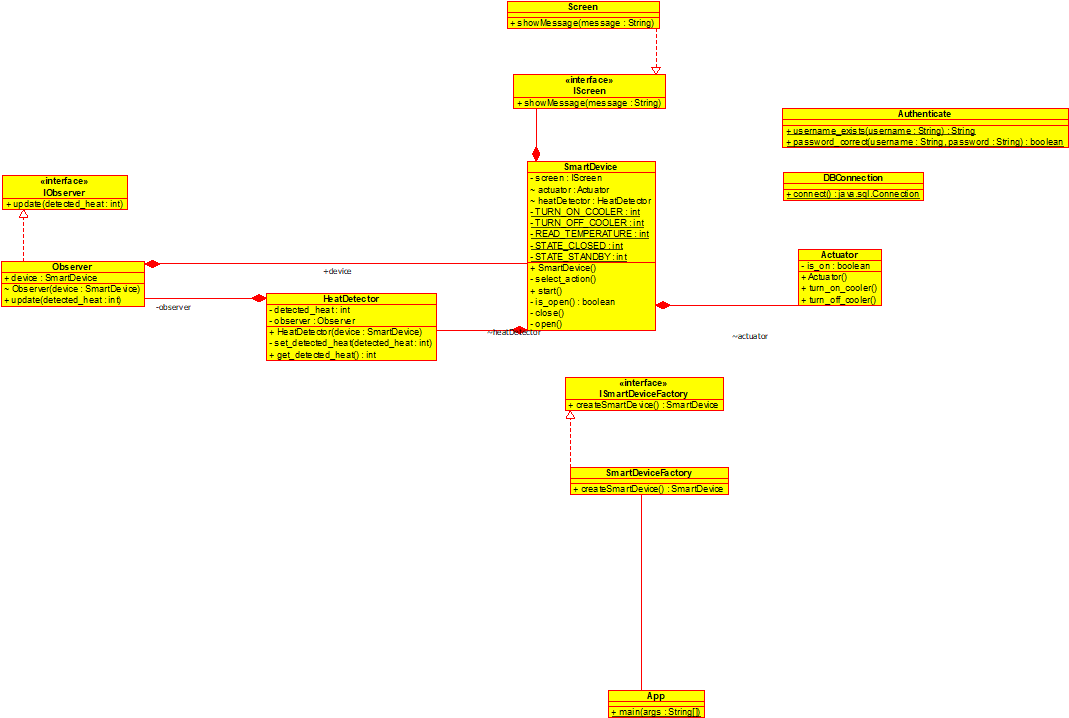 Screen
+ showMessage(message : String)
«interface»
IScreen
+ showMessage(message : String)
Authenticate
+ username_exists(username : String) : String
+ password_correct(username : String, password : String) : boolean
DBConnection
+ connect() : java.sql.Connection
«interface»
IObserver
+ update(detected_heat : int)
SmartDevice
- screen : IScreen
~ actuator : Actuator
~ heatDetector : HeatDetector
- TURN_ON_COOLER : int
- TURN_OFF_COOLER : int
- READ_TEMPERATURE : int
- STATE_CLOSED : int
- STATE_STANDBY : int
+ SmartDevice()
- select_action()
+ start()
- is_open() : boolean
- close()
- open()
Observer
+ device : SmartDevice
~ Observer(device : SmartDevice)
+ update(detected_heat : int)
+device
-observer
HeatDetector
- detected_heat : int
- observer : Observer
+ HeatDetector(device : SmartDevice)
- set_detected_heat(detected_heat : int)
+ get_detected_heat() : int
~heatDetector
Actuator
- is_on : boolean
+ Actuator()
+ turn_on_cooler()
+ turn_off_cooler()
~actuator
«interface»
ISmartDeviceFactory
+ createSmartDevice() : SmartDevice
SmartDeviceFactory
+ createSmartDevice() : SmartDevice
App
+ main(args : String[])